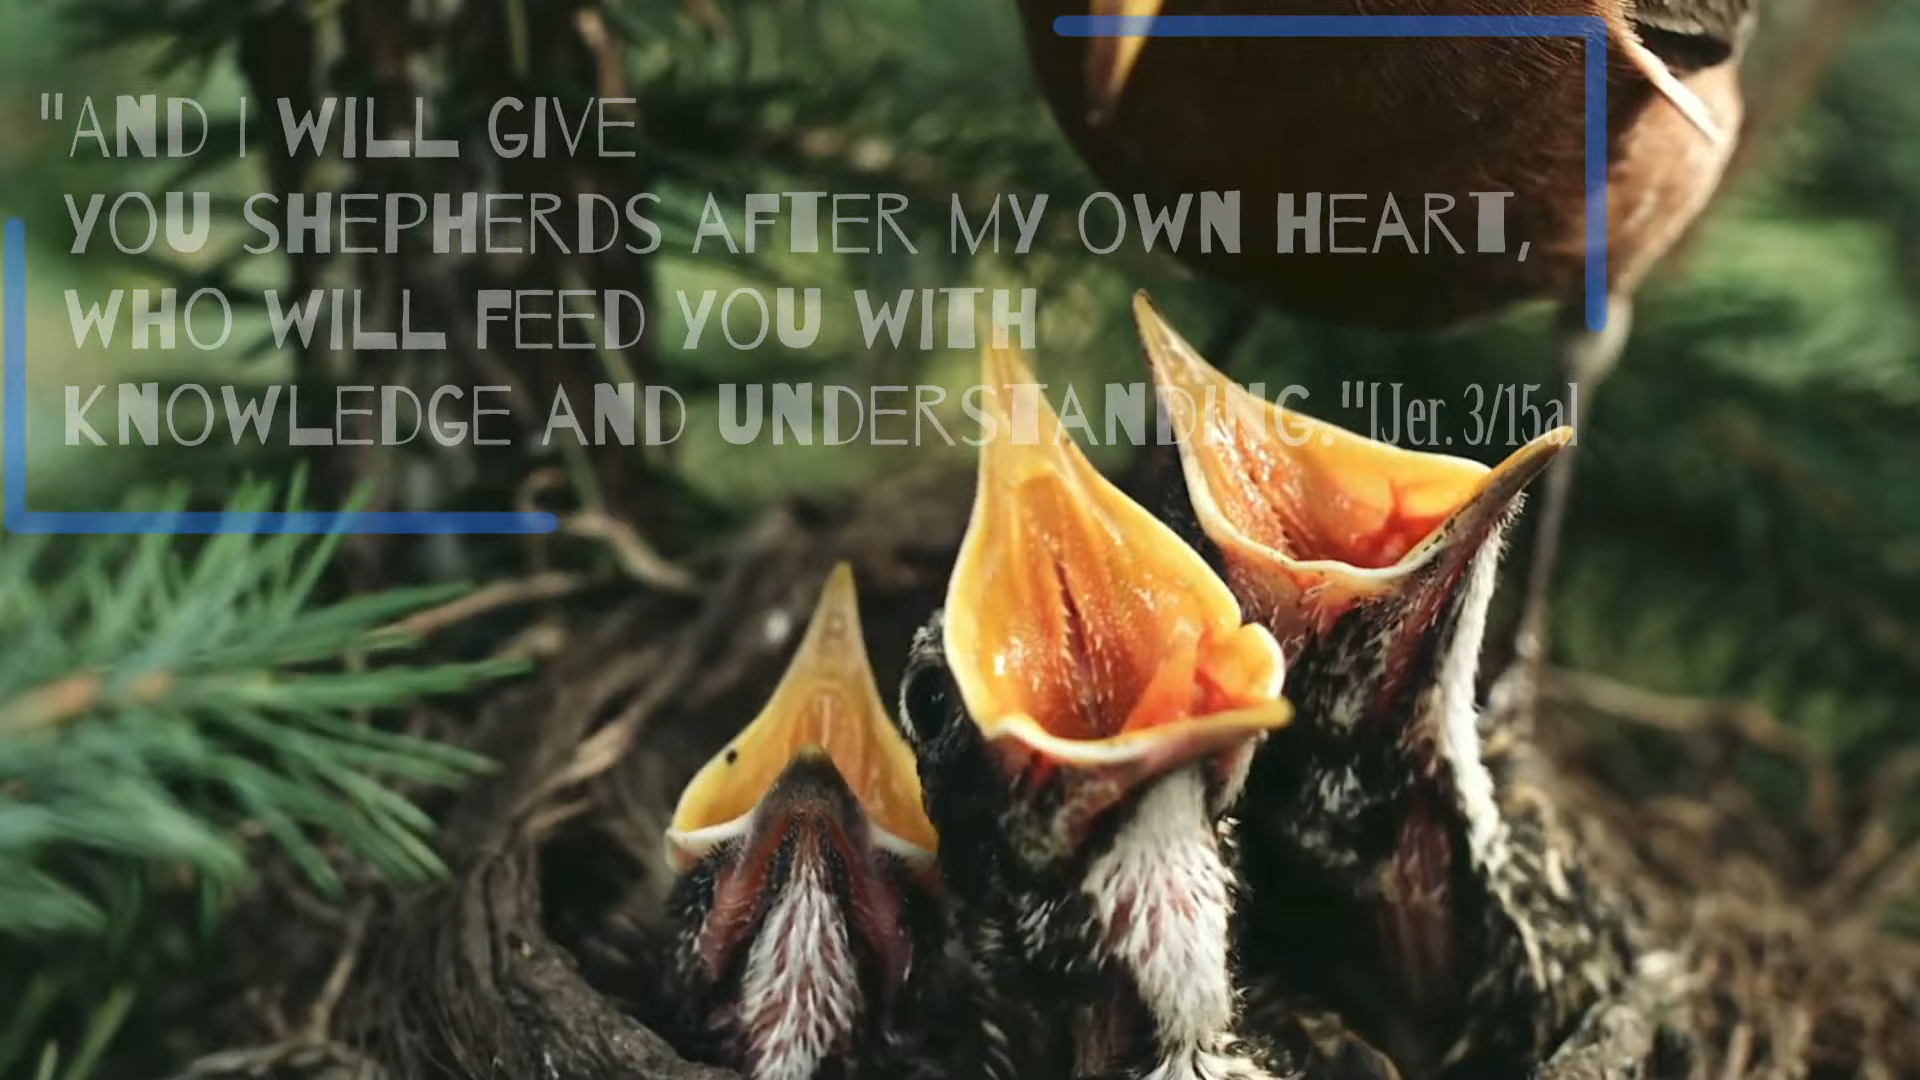 "AND I WILL GIVE
YOU SHEPHERDS AFTER MY OWN HEART,
WHO WILL FEED YOU WITH
KNOWLEDGE AND UNDERSTANDING. "[Jer. 3/15a]